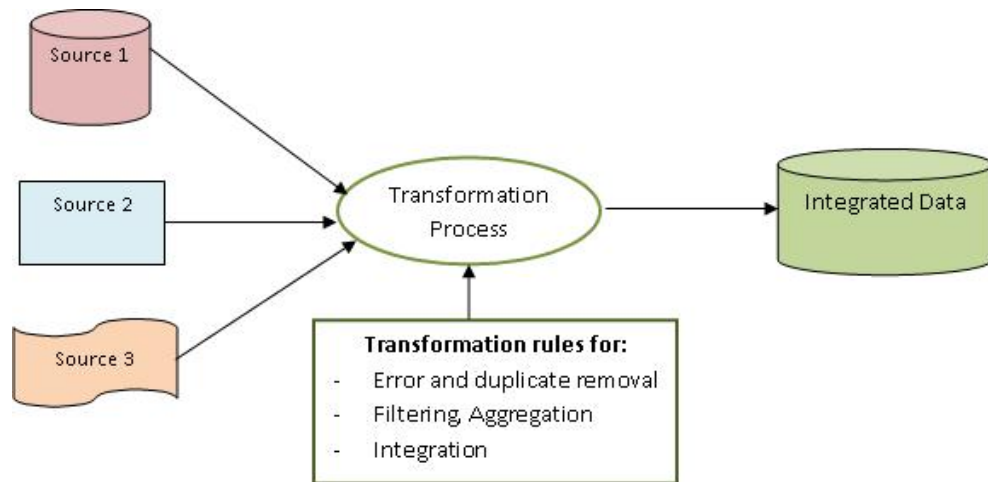 Source 1
Source 2
Source 3
Transformation
Process
Integrated Data
Transformation rules for:
- Error and duplicate removal
- Filtering, Aggregation
- Integration